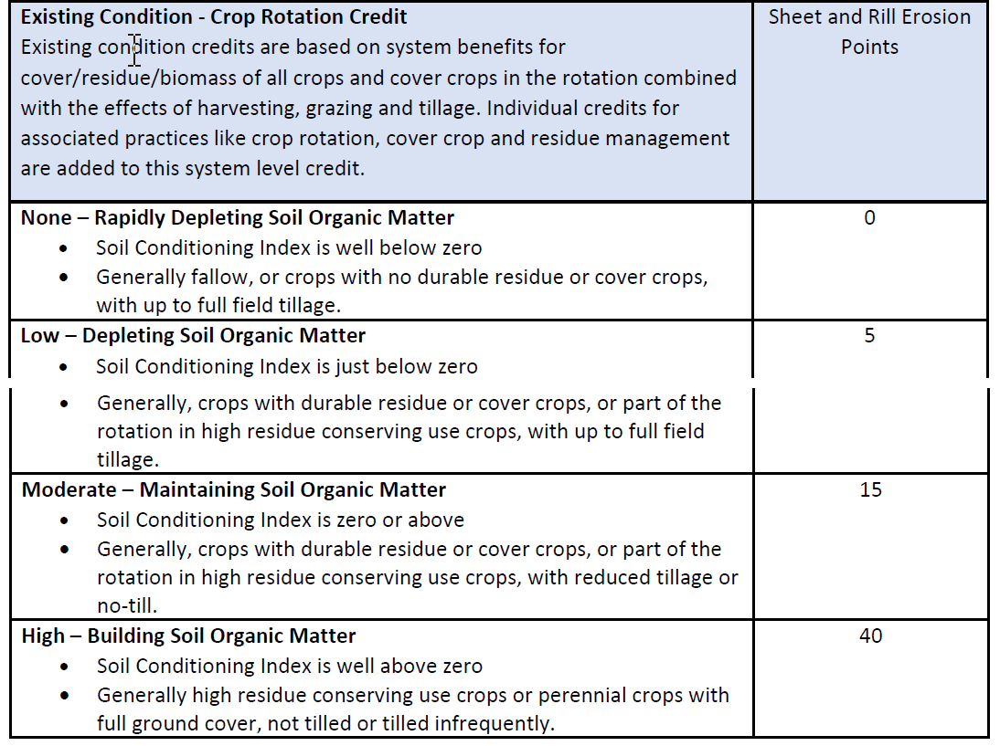 Existing Condition - Crop Rotation Credit
Existing condition credits are based on system benefits for
cover/residue/biomass of all crops and cover crops in the rotation combined
with the effects of harvesting, grazing and tillage. Individual credits for
associated practices like crop rotation, cover crop and residue management
are added to this system level credit.
Sheet and Rill Erosion
Points
None – Rapidly Depleting Soil Organic Matter
0
• Soil Conditioning Index is well below zero
• Generally fallow, or crops with no durable residue or cover crops,
with up to full field tillage.
Low – Depleting Soil Organic Matter
5
• Soil Conditioning Index is just below zero
• Generally, crops with durable residue or cover crops, or part of the
rotation in high residue conserving use crops, with up to full field
tillage.
Moderate – Maintaining Soil Organic Matter
15
• Soil Conditioning Index is zero or above
• Generally, crops with durable residue or cover crops, or part of the
rotation in high residue conserving use crops, with reduced tillage or
no-till.
High – Building Soil Organic Matter
40
• Soil Conditioning Index is well above zero
• Generally high residue conserving use crops or perennial crops with
full ground cover, not tilled or tilled infrequently.